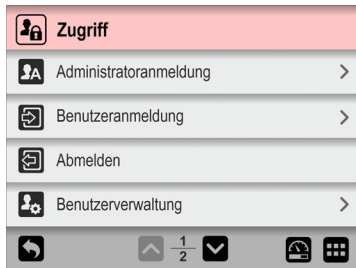 Zugriff
Administratoranmeldung
Benutzeranmeldung
Abmelden
Benutzerverwaltung
1
2